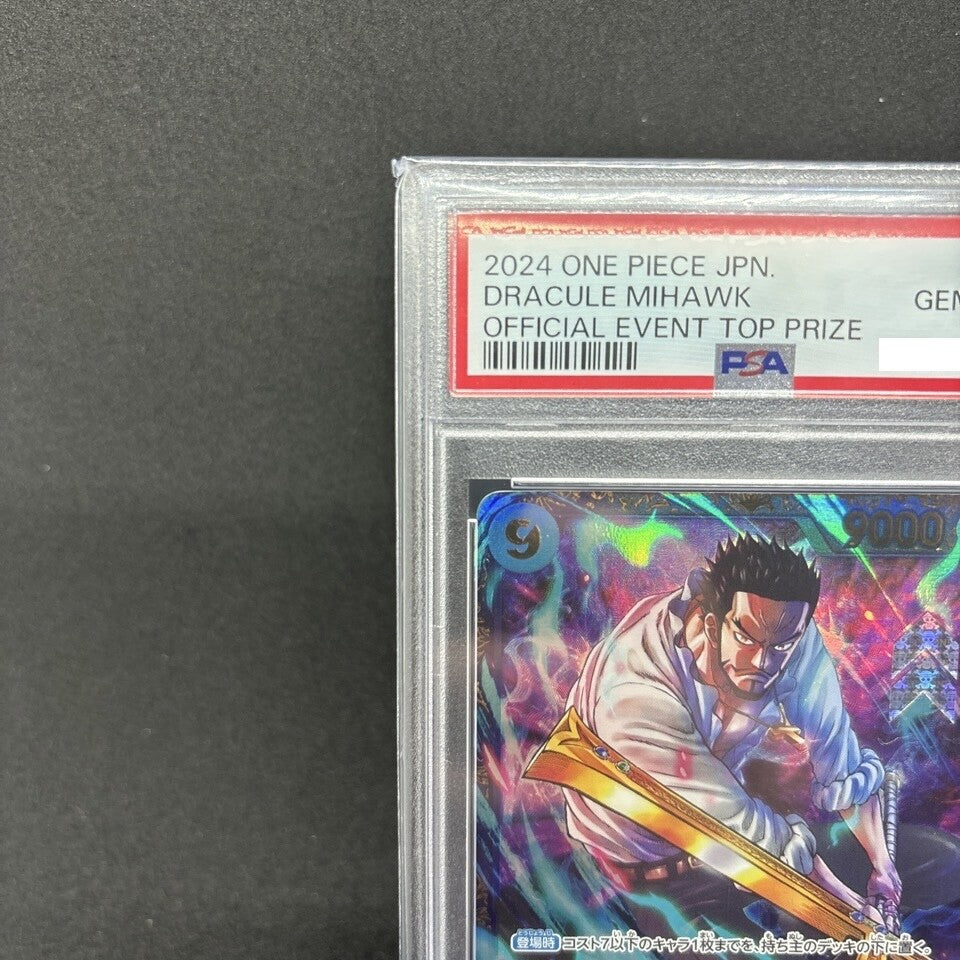 2024 ONE PIECE JPN.
DRACULE MIHAWK
GEM
OFFICIAL EVENT TOP PRIZE
PSA
9
9000
登場時 コスト7以下のキャラ1枚までを、持ち主のデッキの下に置く。